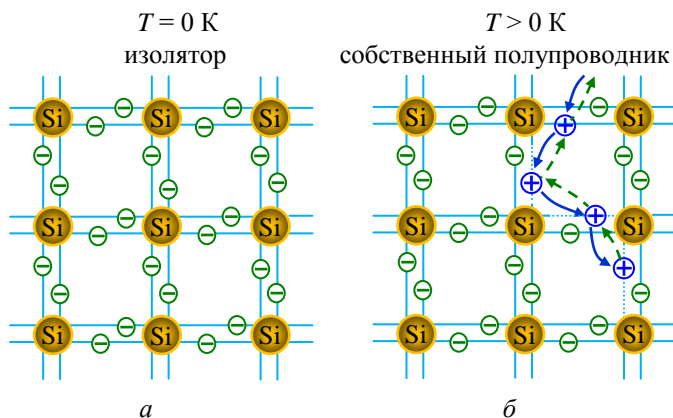 T = 0 К
изолятор
T > 0 К
собственный полупроводник
Si Si Si
Si Si Si
Si Si Si
а
Si Si Si
Si Si Si
Si Si Si
б